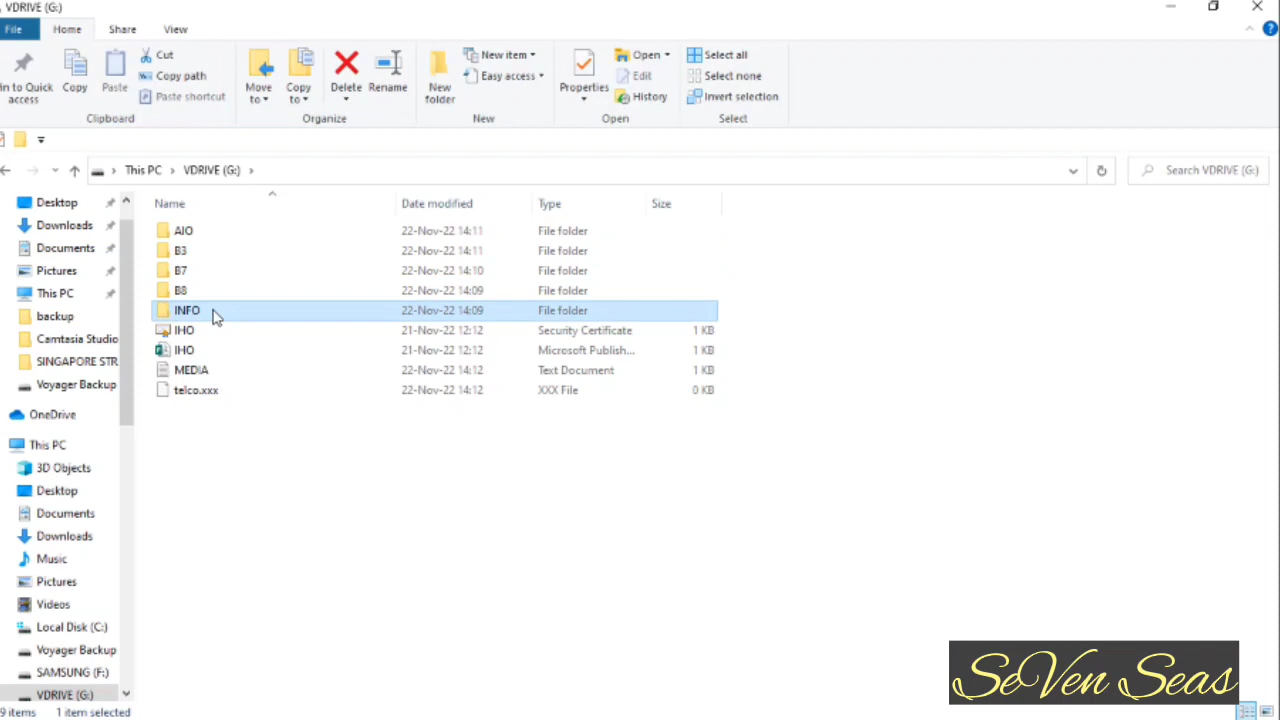 VDRIVE (G:)
File Home Share View
in to Quick access
Copy
Paste
Cut
Copy path
Paste shortcut
Clipboard
Move to
Copy to
Delete
Rename
Organize
New folder
New item
Easy access
New
Properties
Open
Edit
History
Open
Select all
Select none
Invert selection
Select
This PC > VDRIVE (G:) >
Search VDRIVE (G:)
Desktop
Downloads
Documents
Pictures
This PC
backup
Camtasia Studio
SINGAPORE STR
Voyager Backup
OneDrive
This PC
3D Objects
Desktop
Documents
Downloads
Music
Pictures
Videos
Local Disk (C:)
Voyager Backup
SAMSUNG (F:)
VDRIVE (G:)
Name Date modified Type Size
AIO 22-Nov-22 14:11 File folder
B3 22-Nov-22 14:11 File folder
B7 22-Nov-22 14:10 File folder
B8 22-Nov-22 14:09 File folder
INFO 22-Nov-22 14:09 File folder
IHO 21-Nov-22 12:12 Security Certificate 1 KB
IHO 21-Nov-22 12:12 Microsoft Publish... 1 KB
MEDIA 22-Nov-22 14:12 Text Document 1 KB
telco.xxx 22-Nov-22 14:12 XXX File 0 KB
9 items 1 item selected
SeVen Seas